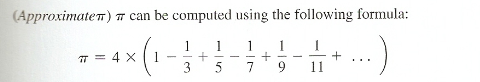 (Approximate π) π can be computed using the following formula:
π = 4 × (1 − 1/3 + 1/5 − 1/7 + 1/9 − 1/11 + ...)